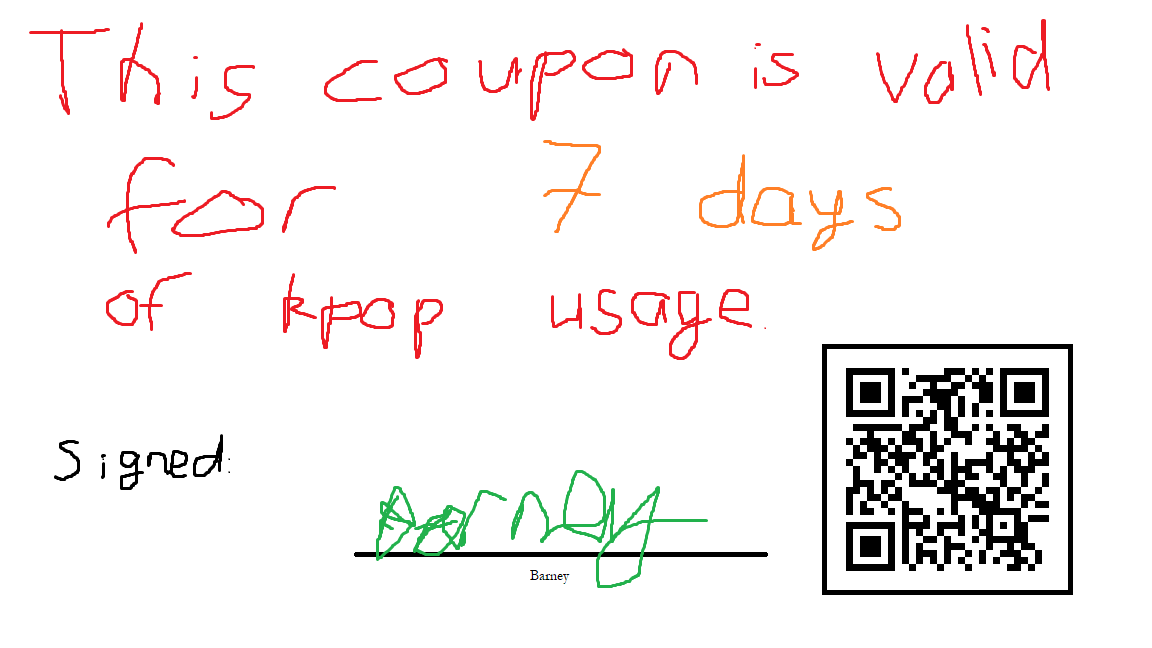 This coupon is valid
for 7 days
of kpop usage.
Signed:
Barney
Barney